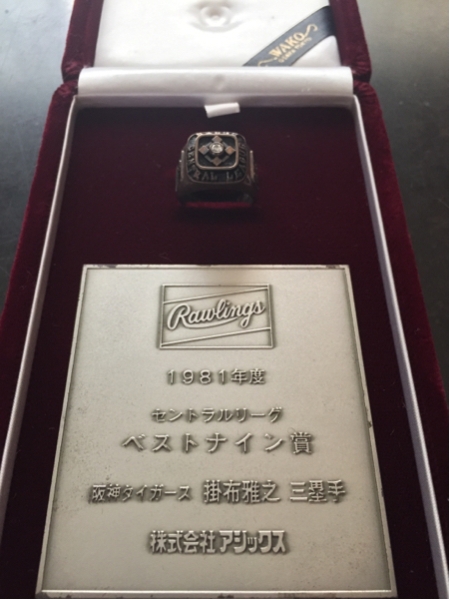 WAKO
CENTRAL LEAGUE
Rawlings
1981年度
セントラルリーグ
ベストナイン賞
阪神タイガース 掛布雅之 三塁手
株式会社アシックス